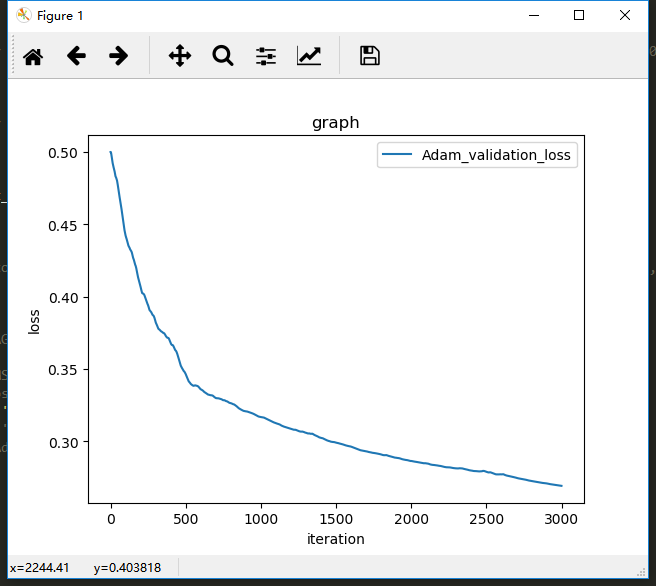 Figure 1
graph
Adam_validation_loss
0.50
0.45
0.40
0.35
0.30
loss
0 500 1000 1500 2000 2500 3000
iteration
x=2244.41 y=0.403818